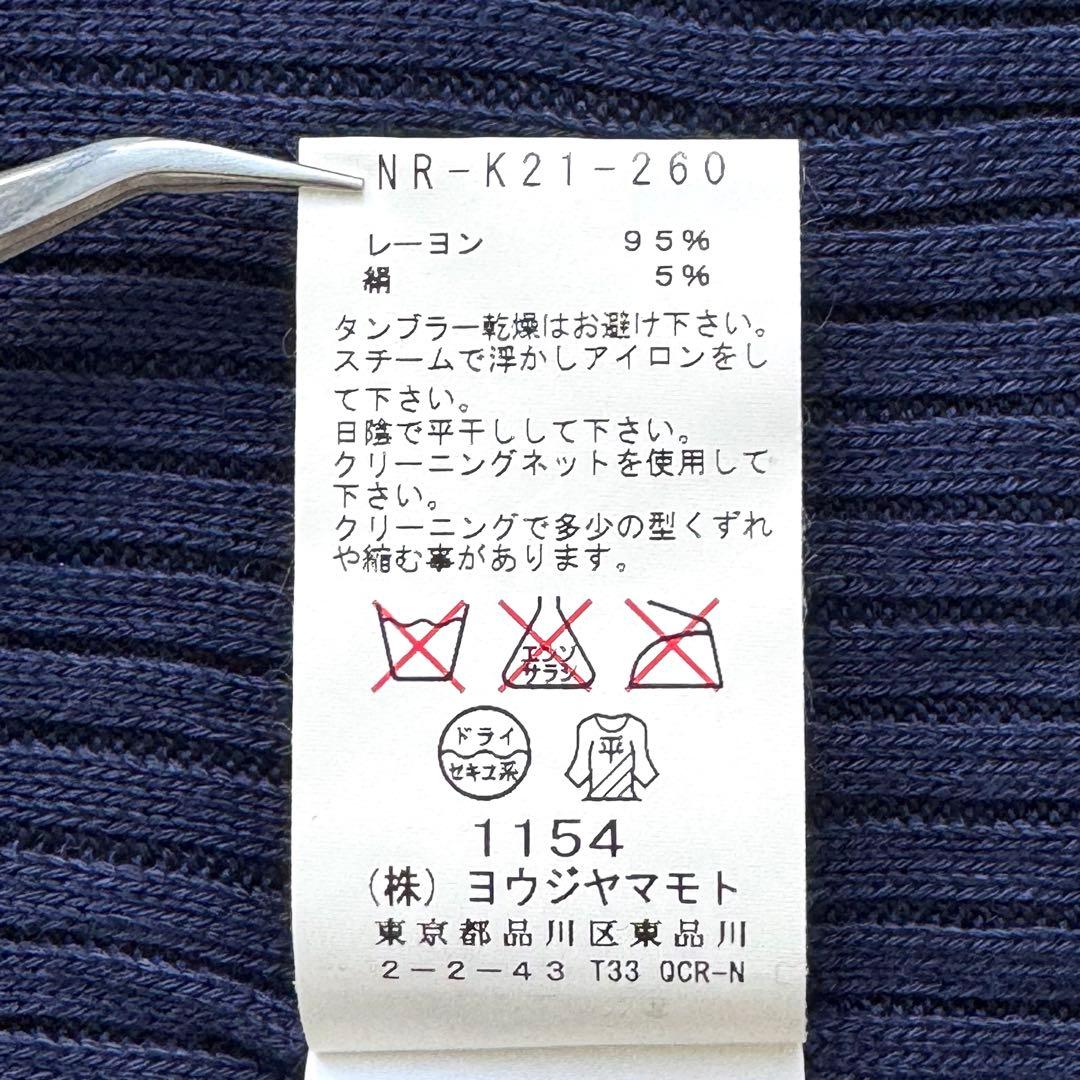 NR-K21-260
レーヨン 95%
絹 5%
タンブラー乾燥はお避け下さい。
スチームで浮かしアイロンをし
て下さい。
日陰で平干しして下さい。
クリーニングネットを使用して
下さい。
クリーニングで多少の型くずれ
や縮む事があります。
エンソ
サラシ
ドライ
セキユ系
平
1154
(株)ヨウジヤマモト
東京都品川区東品川
2-2-43 T33 QCR-N